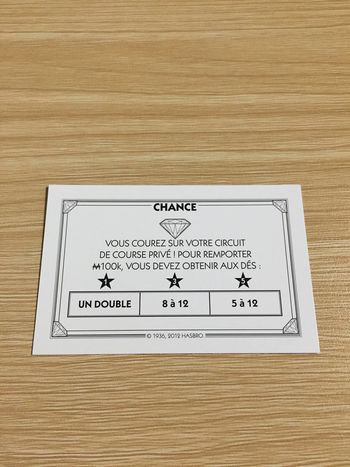 CHANCE
VOUS COUREZ SUR VOTRE CIRCUIT
DE COURSE PRIVÉ ! POUR REMPORTER
₩100k, VOUS DEVEZ OBTENIR AUX DÉS :
1 2 3
UN DOUBLE 8 à 12 5 à 12
© 1936, 2012 HASBRO